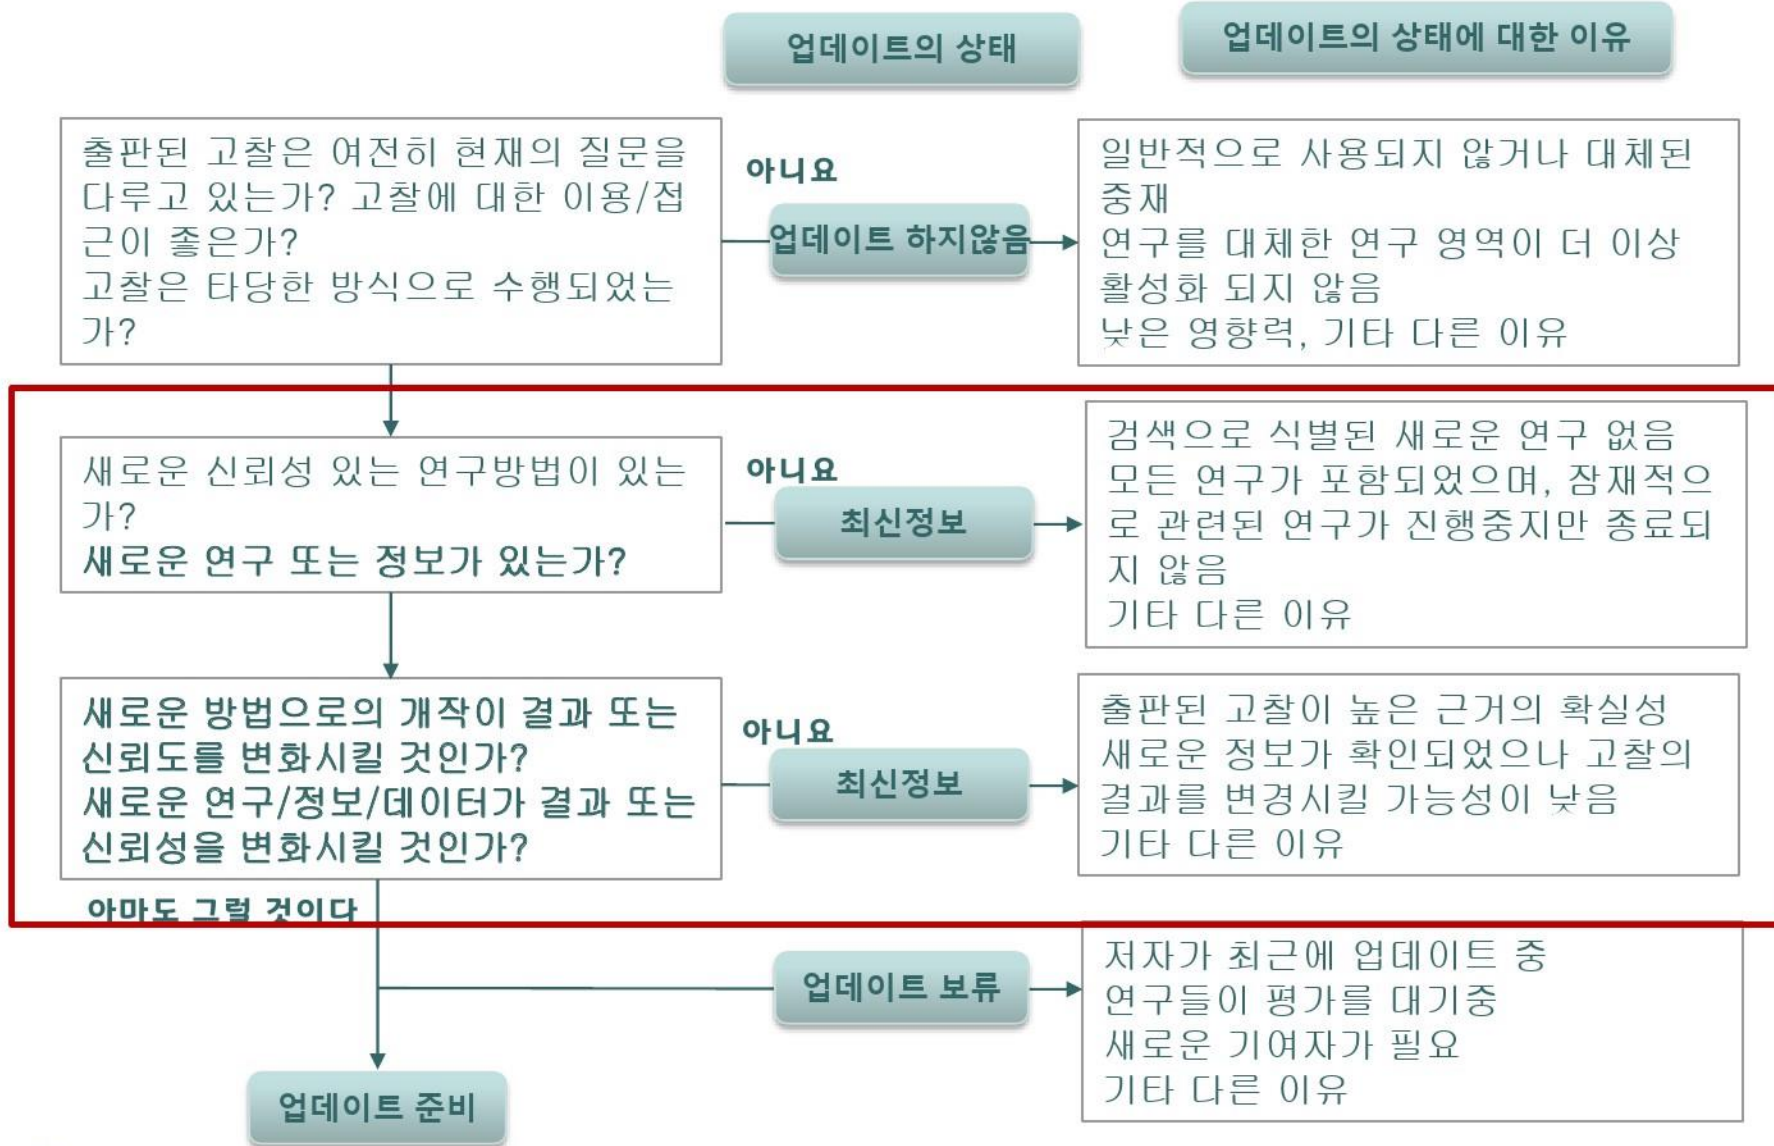 업데이트의 상태
업데이트의 상태에 대한 이유
출판된 고찰은 여전히 현재의 질문을
다루고 있는가? 고찰에 대한 이용/접
근이 좋은가?
고찰은 타당한 방식으로 수행되었는
가?
아니요
업데이트 하지않음
일반적으로 사용되지 않거나 대체된
중재
연구를 대체한 연구 영역이 더 이상
활성화 되지 않음
낮은 영향력, 기타 다른 이유
새로운 신뢰성 있는 연구방법이 있는
가?
새로운 연구 또는 정보가 있는가?
아니요
최신정보
검색으로 식별된 새로운 연구 없음
모든 연구가 포함되었으며, 잠재적으
로 관련된 연구가 진행중지만 종료되
지 않음
기타 다른 이유
새로운 방법으로의 개작이 결과 또는
신뢰도를 변화시킬 것인가?
새로운 연구/정보/데이터가 결과 또는
신뢰성을 변화시킬 것인가?
아니요
최신정보
출판된 고찰이 높은 근거의 확실성
새로운 정보가 확인되었으나 고찰의
결과를 변경시킬 가능성이 낮음
기타 다른 이유
아마도 그럴 것이다
업데이트 보류
저자가 최근에 업데이트 중
연구들이 평가를 대기중
새로운 기여자가 필요
기타 다른 이유
업데이트 준비